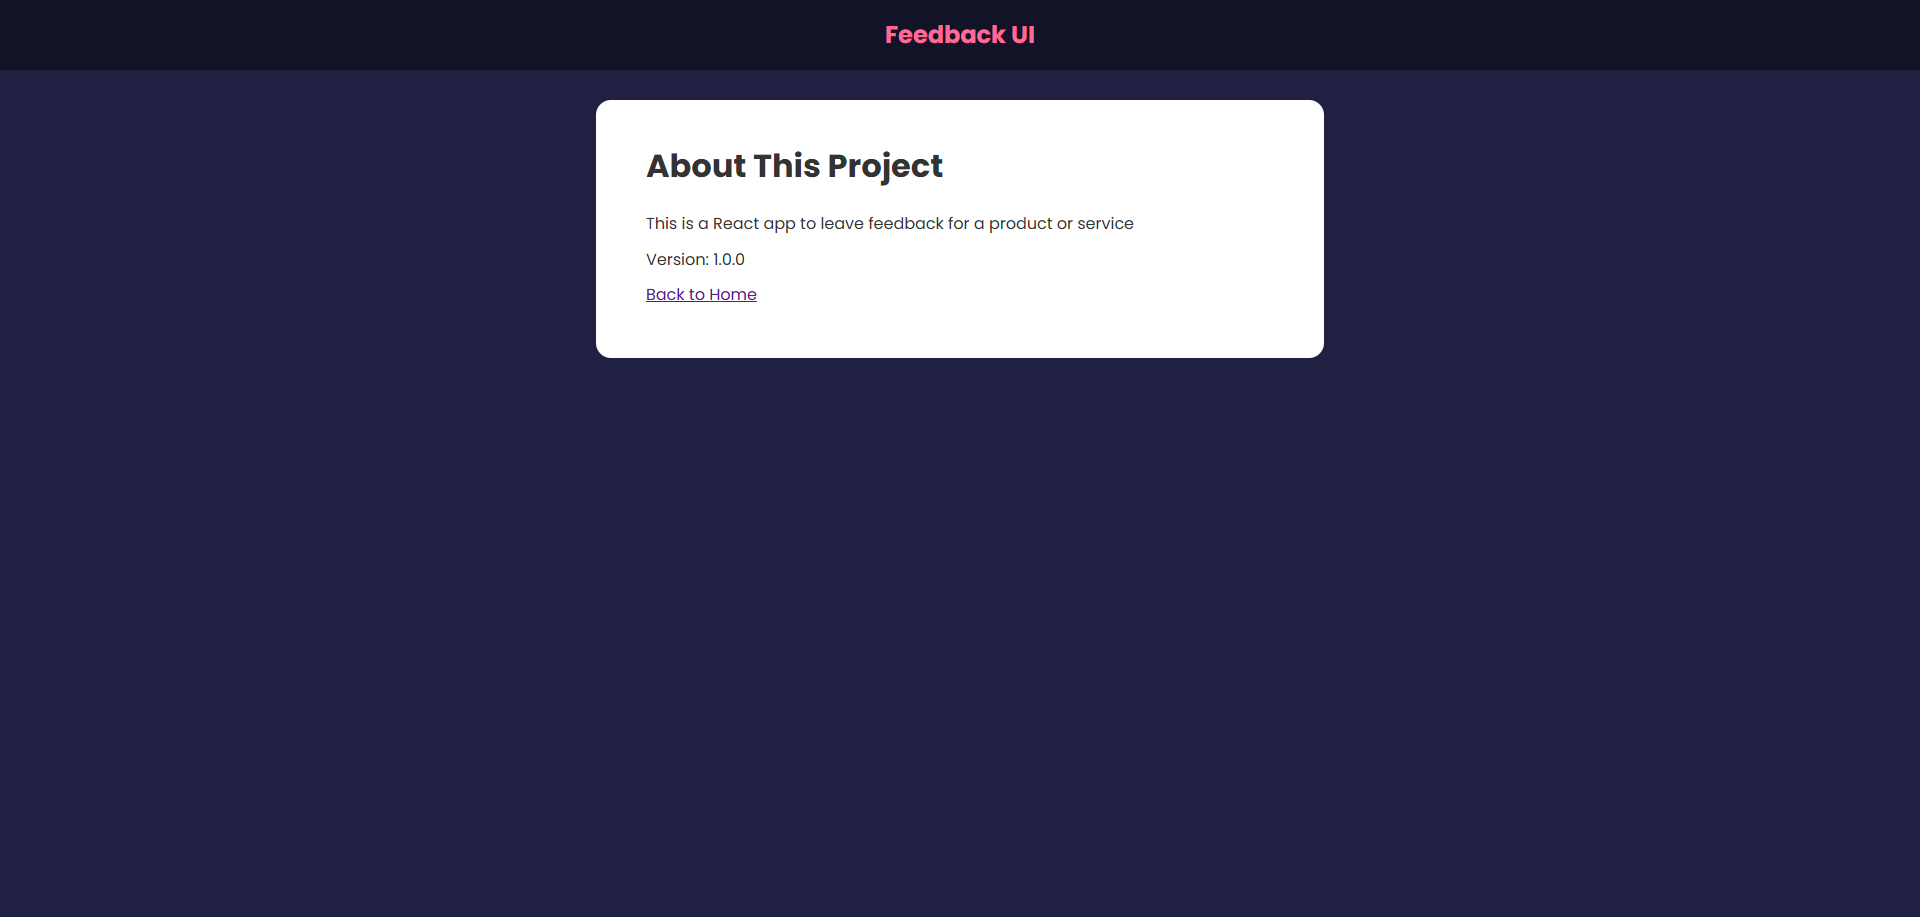 Feedback UI
About This Project
This is a React app to leave feedback for a product or service
Version: 1.0.0
Back to Home